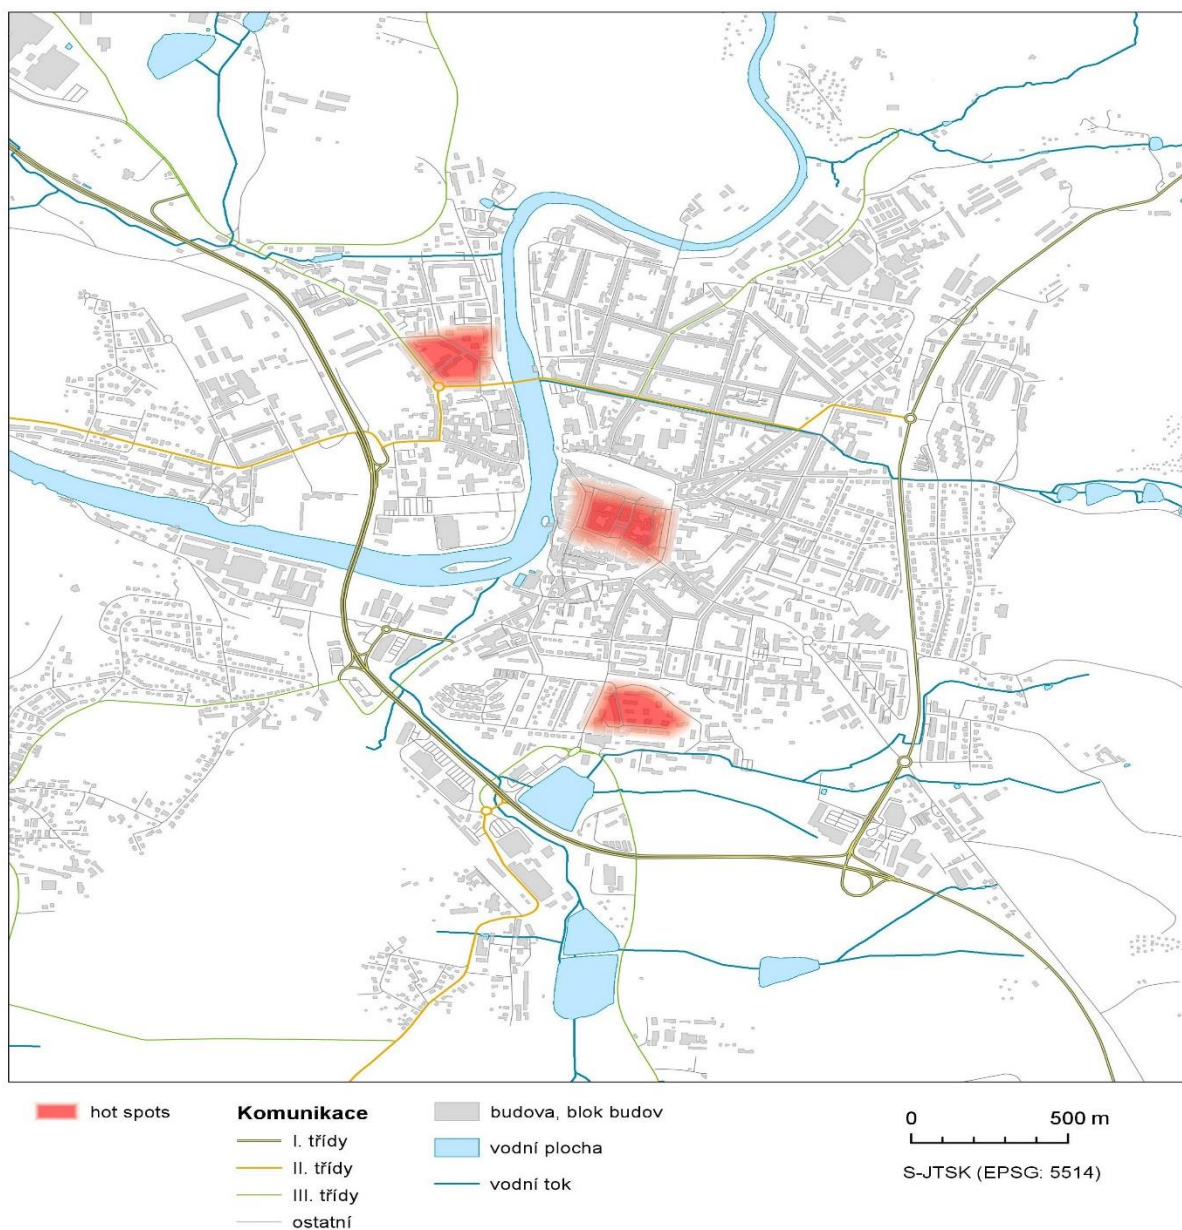 hot spots
Komunikace
I. třídy
II. třídy
III. třídy
ostatní
budova, blok budov
vodní plocha
vodní tok
0 500 m
S-JTSK (EPSG: 5514)